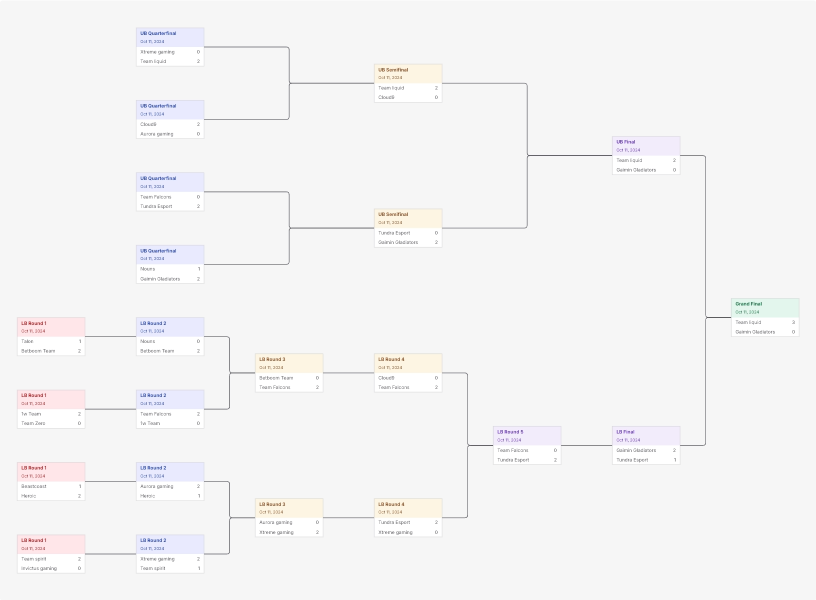 UB Quarterfinal
Oct 11, 2024
Xtreme gaming 0
Team liquid 2
UB Quarterfinal
Oct 11, 2024
Cloud9 2
Aurora gaming 0
UB Quarterfinal
Oct 11, 2024
Team Falcons 0
Tundra Esport 2
UB Quarterfinal
Oct 11, 2024
Nouns 1
Gaimin Gladiators 2
UB Semifinal
Oct 11, 2024
Team liquid 2
Cloud9 0
UB Semifinal
Oct 11, 2024
Tundra Esport 0
Gaimin Gladiators 2
UB Final
Oct 11, 2024
Team liquid 2
Gaimin Gladiators 0
Grand Final
Oct 11, 2024
Team liquid 3
Gaimin Gladiators 0
LB Round 1
Oct 11, 2024
Talon 1
Betboom Team 2
LB Round 1
Oct 11, 2024
1w Team 2
Team Zero 0
LB Round 1
Oct 11, 2024
Beastcoast 1
Heroic 2
LB Round 1
Oct 11, 2024
Team spirit 2
Invictus gaming 0
LB Round 2
Oct 11, 2024
Nouns 0
Betboom Team 2
LB Round 2
Oct 11, 2024
Team Falcons 2
1w Team 0
LB Round 2
Oct 11, 2024
Aurora gaming 2
Heroic 1
LB Round 2
Oct 11, 2024
Xtreme gaming 2
Team spirit 1
LB Round 3
Oct 11, 2024
Betboom Team 0
Team Falcons 2
LB Round 3
Oct 11, 2024
Aurora gaming 0
Xtreme gaming 2
LB Round 4
Oct 11, 2024
Cloud9 0
Team Falcons 2
LB Round 4
Oct 11, 2024
Tundra Esport 2
Xtreme gaming 0
LB Round 5
Oct 11, 2024
Team Falcons 0
Tundra Esport 2
LB Final
Oct 11, 2024
Gaimin Gladiators 2
Tundra Esport 1